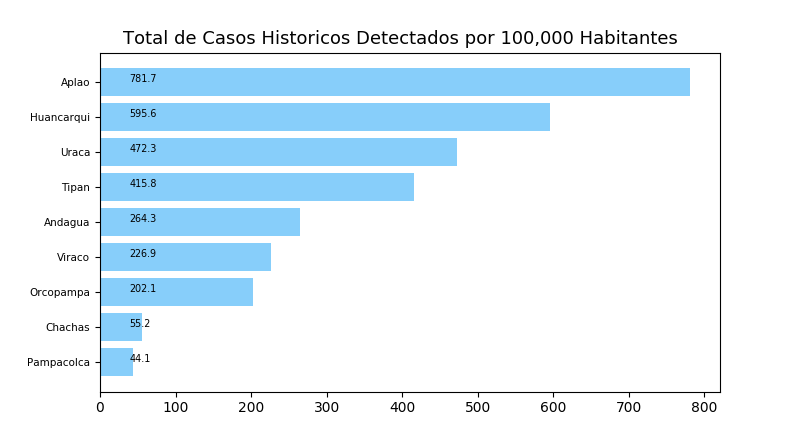 Total de Casos Historicos Detectados por 100,000 Habitantes
Aplao 781.7
Huancarqui 595.6
Uraca 472.3
Tipan 415.8
Andagua 264.3
Viraco 226.9
Orcopampa 202.1
Chachas 55.2
Pampacolca 44.1
0 100 200 300 400 500 600 700 800